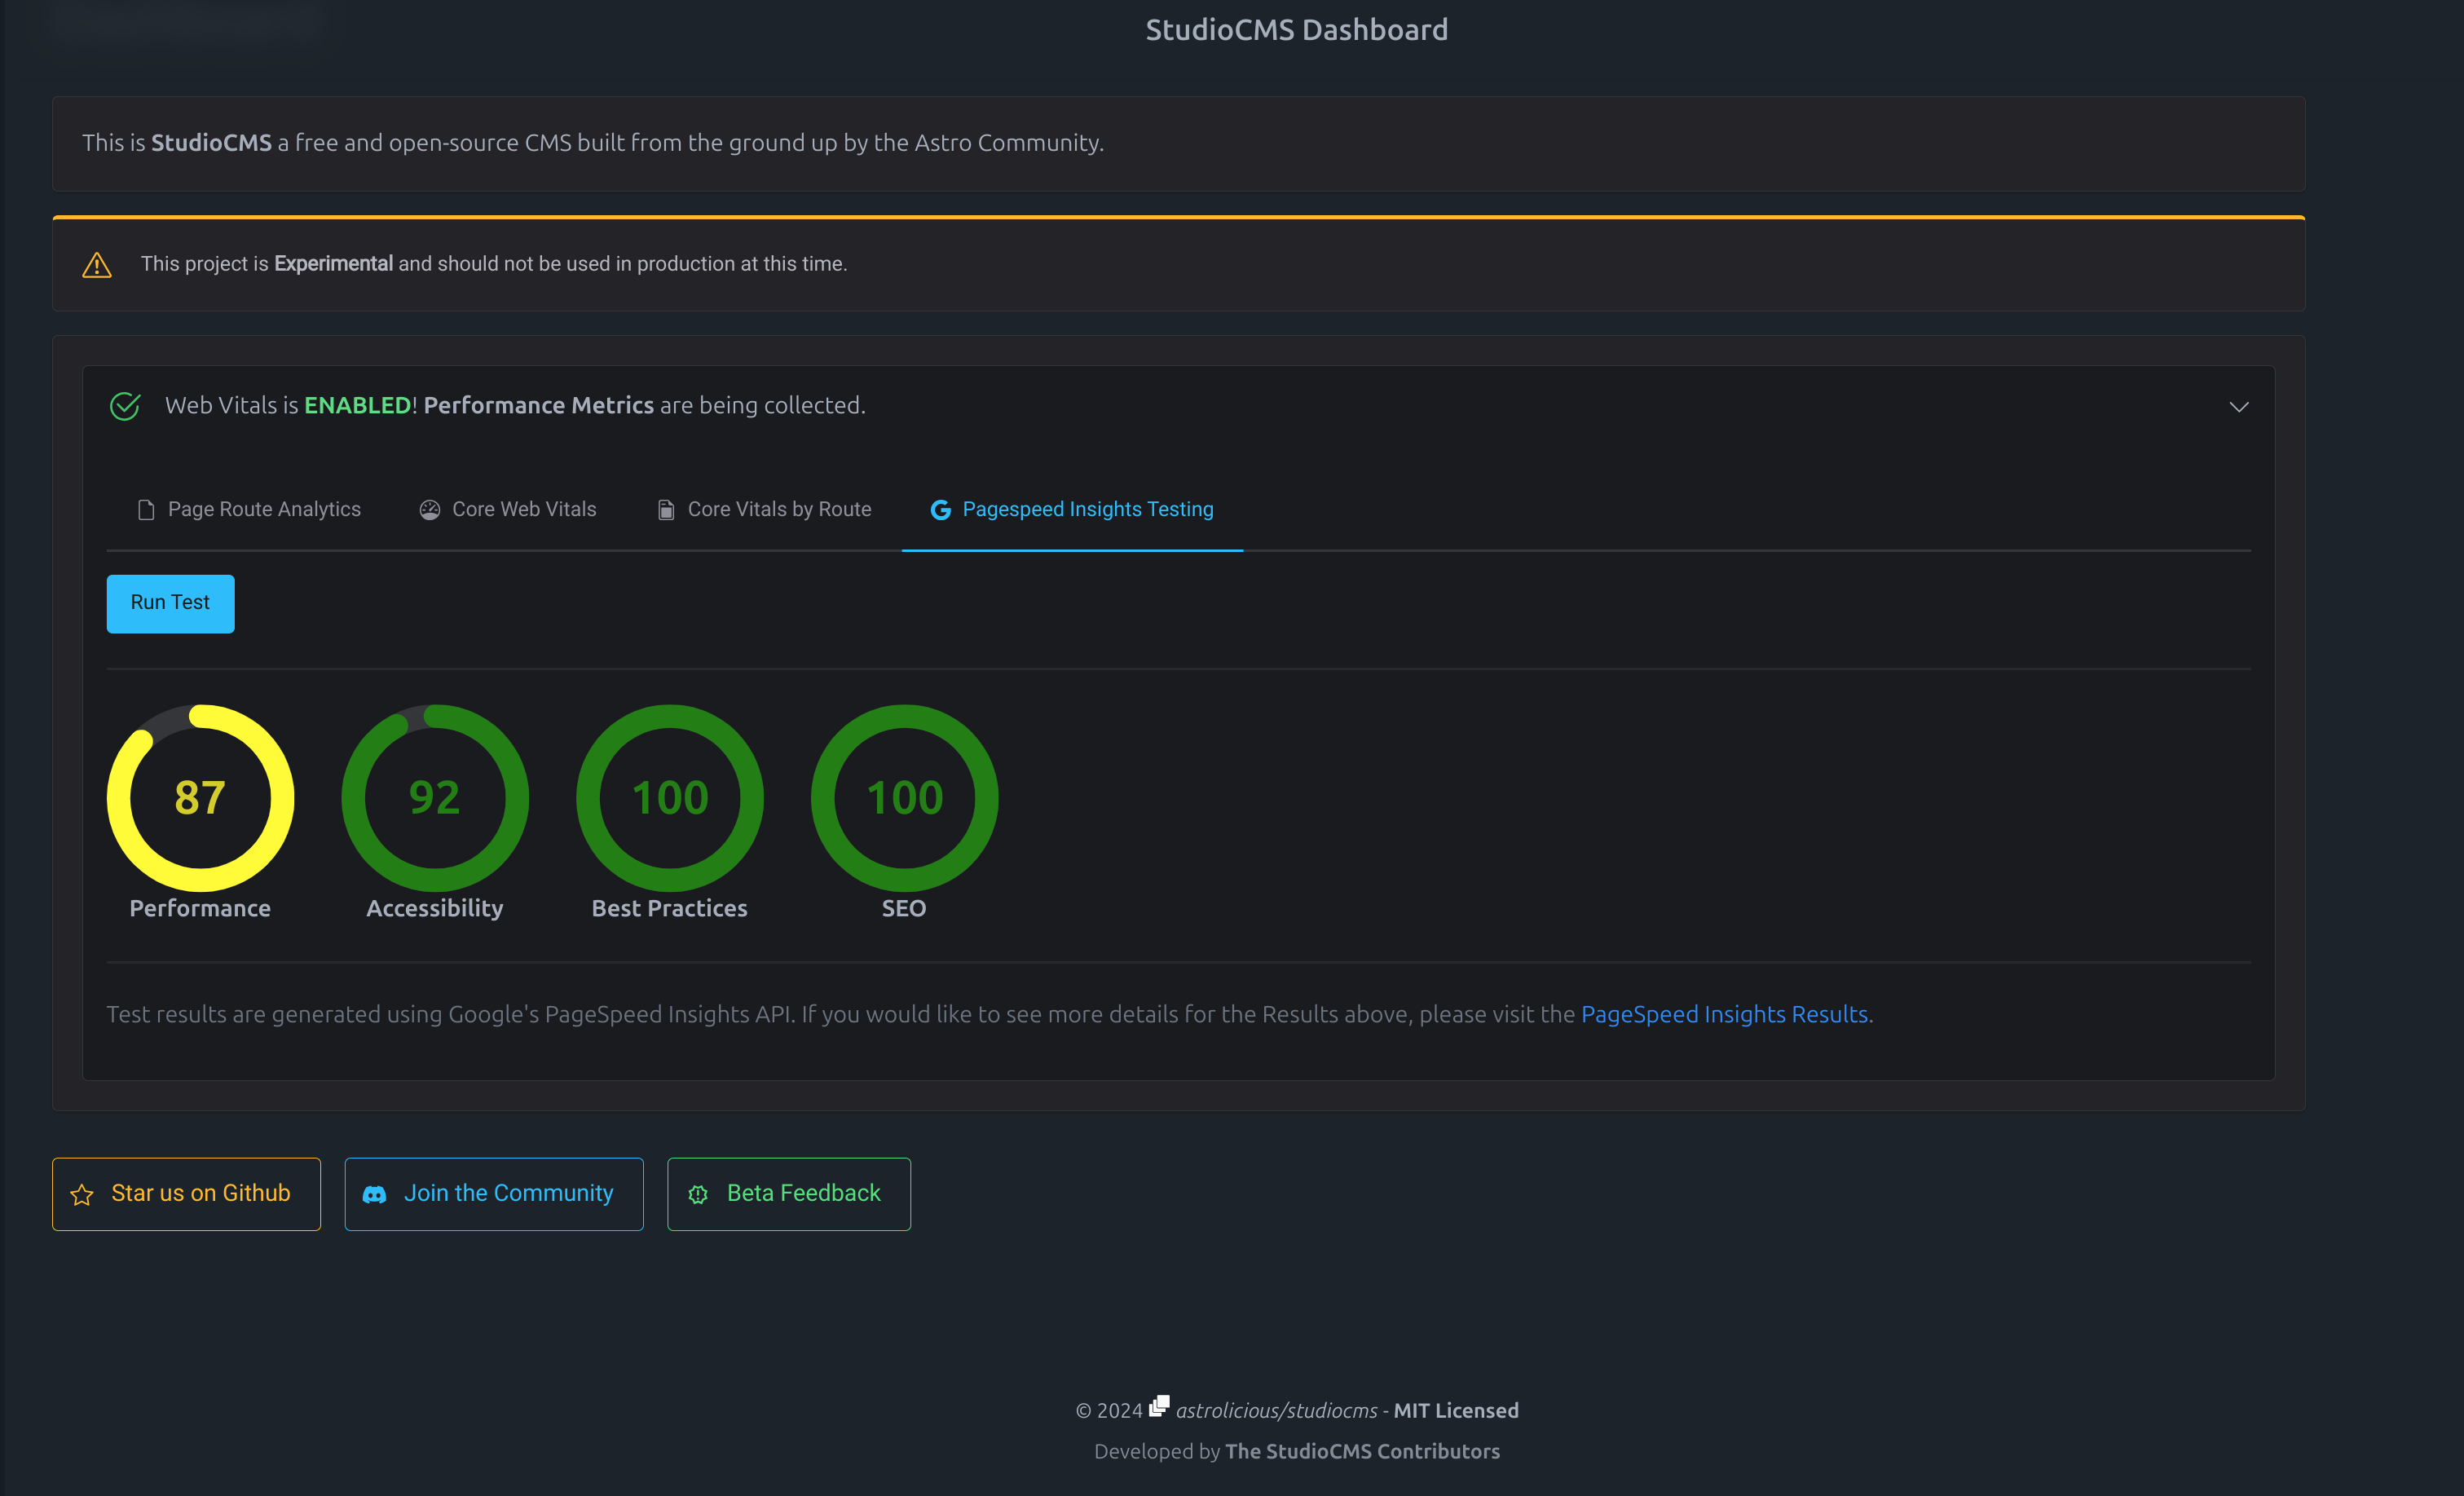 StudioCMS Dashboard
This is StudioCMS a free and open-source CMS built from the ground up by the Astro Community.
This project is Experimental and should not be used in production at this time.
Web Vitals is ENABLED! Performance Metrics are being collected.
Page Route Analytics
Core Web Vitals
Core Vitals by Route
Pagespeed Insights Testing
Run Test
87
Performance
92
Accessibility
100
Best Practices
100
SEO
Test results are generated using Google's PageSpeed Insights API. If you would like to see more details for the Results above, please visit the PageSpeed Insights Results.
Star us on Github
Join the Community
Beta Feedback
© 2024 astrolicious/studiocms - MIT Licensed
Developed by The StudioCMS Contributors